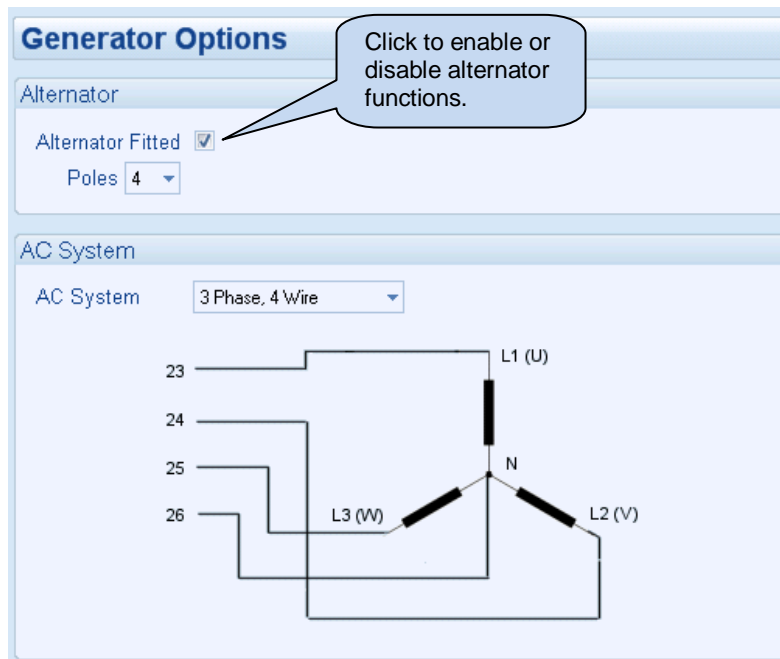 Generator Options
Click to enable or
disable alternator
functions.
Alternator
Alternator Fitted
Poles 4
AC System
AC System 3 Phase, 4 Wire
L1 (U)
23
24
25
N
26
L3 (W)
L2 (V)